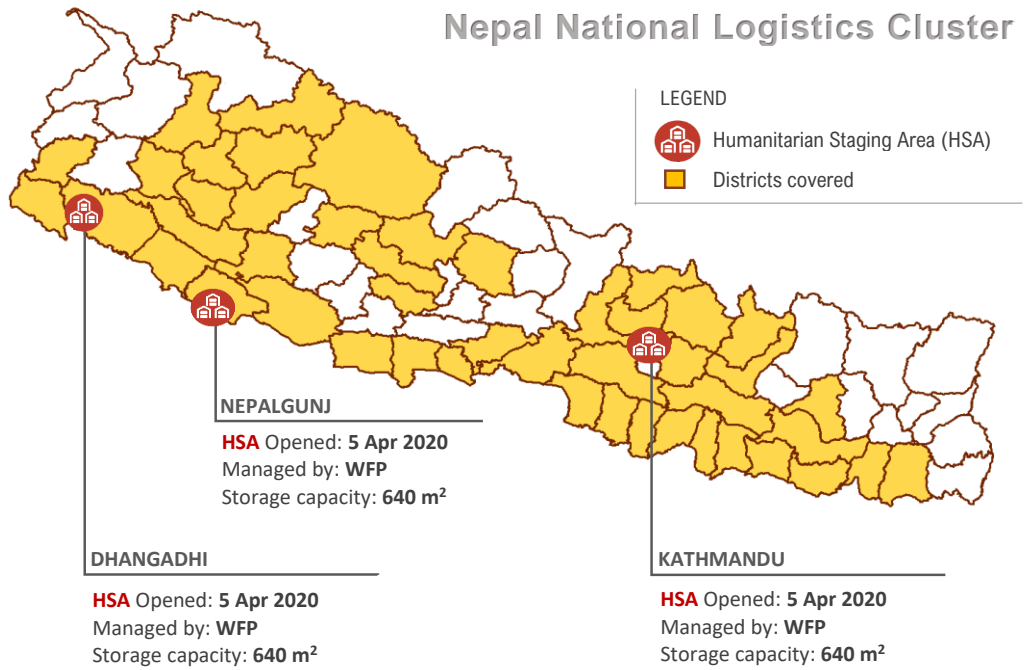 Nepal National Logistics Cluster
LEGEND
Humanitarian Staging Area (HSA)
Districts covered
NEPALGUNJ
HSA Opened: 5 Apr 2020
Managed by: WFP
Storage capacity: 640 m²
DHANGADHI
HSA Opened: 5 Apr 2020
Managed by: WFP
Storage capacity: 640 m²
KATHMANDU
HSA Opened: 5 Apr 2020
Managed by: WFP
Storage capacity: 640 m²